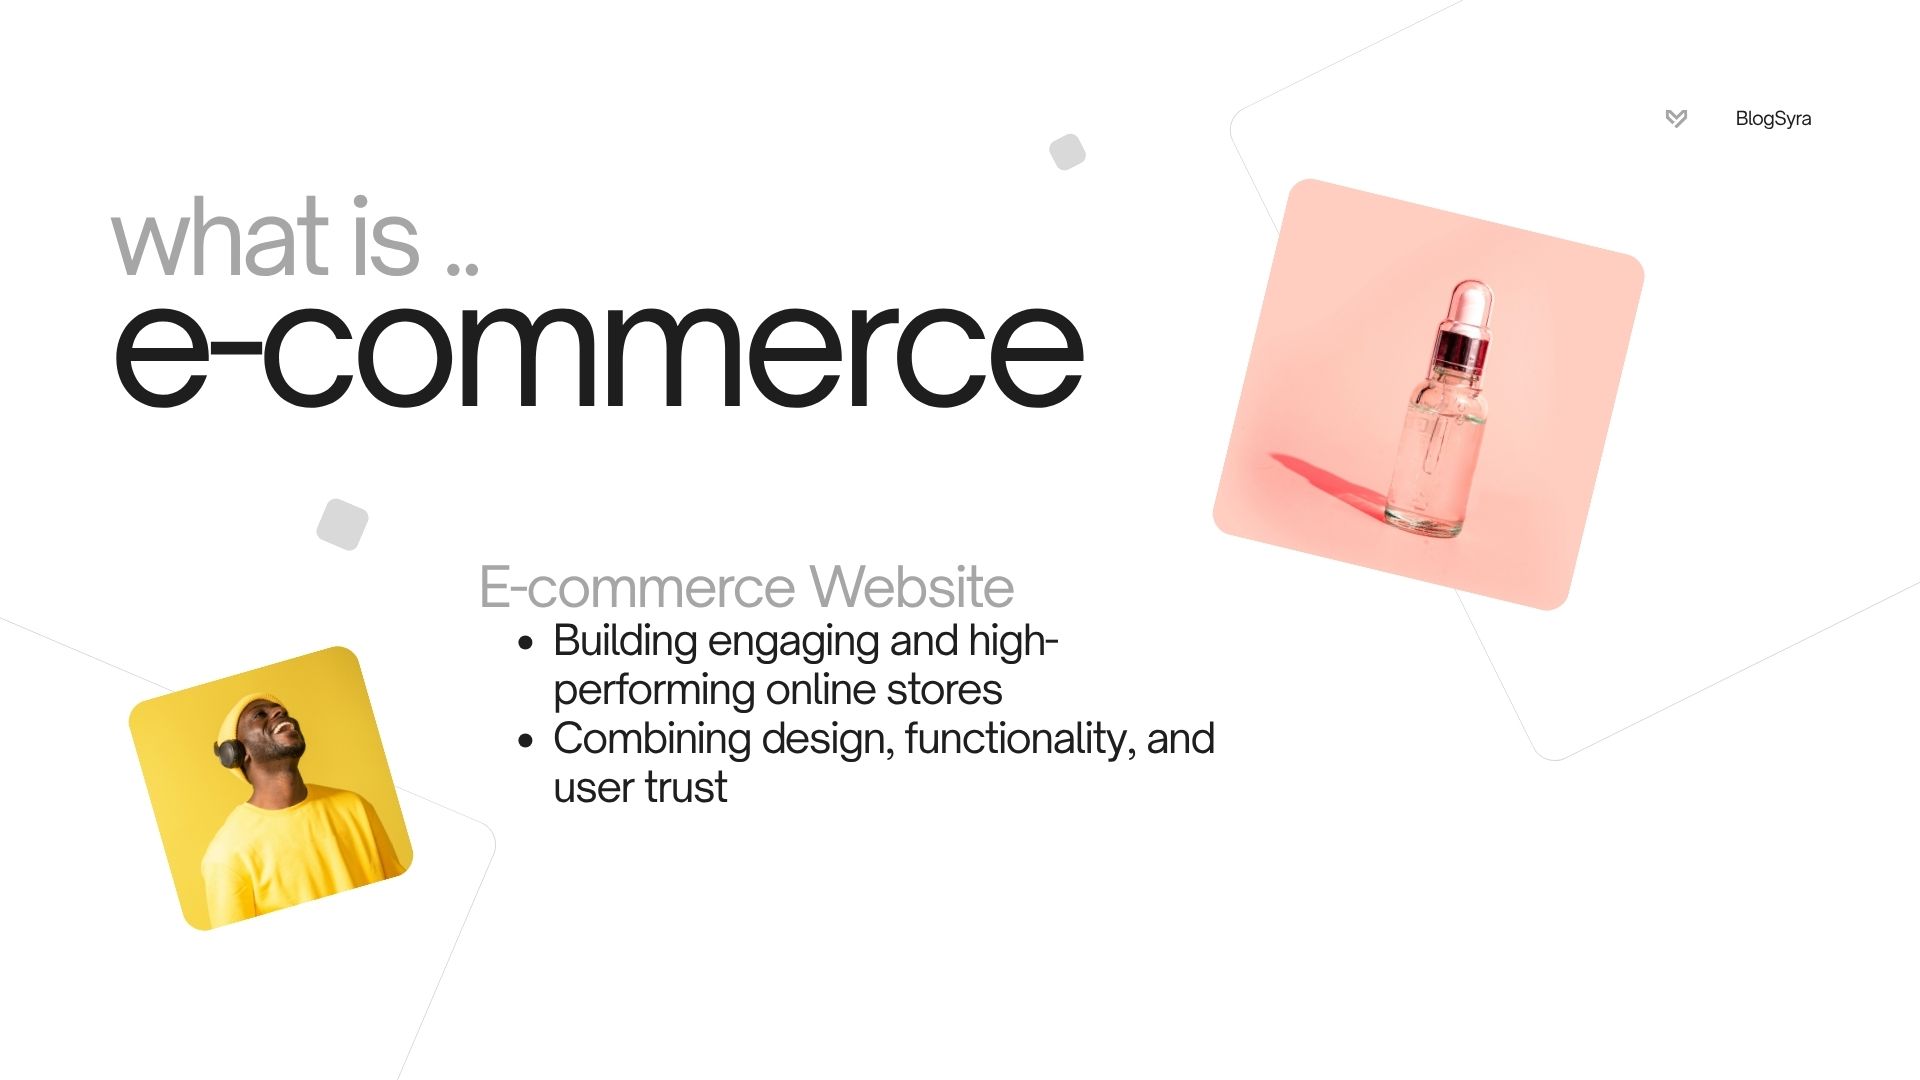 BlogSyra
what is ..
e-commerce
E-commerce Website
• Building engaging and high-
performing online stores
• Combining design, functionality, and
user trust